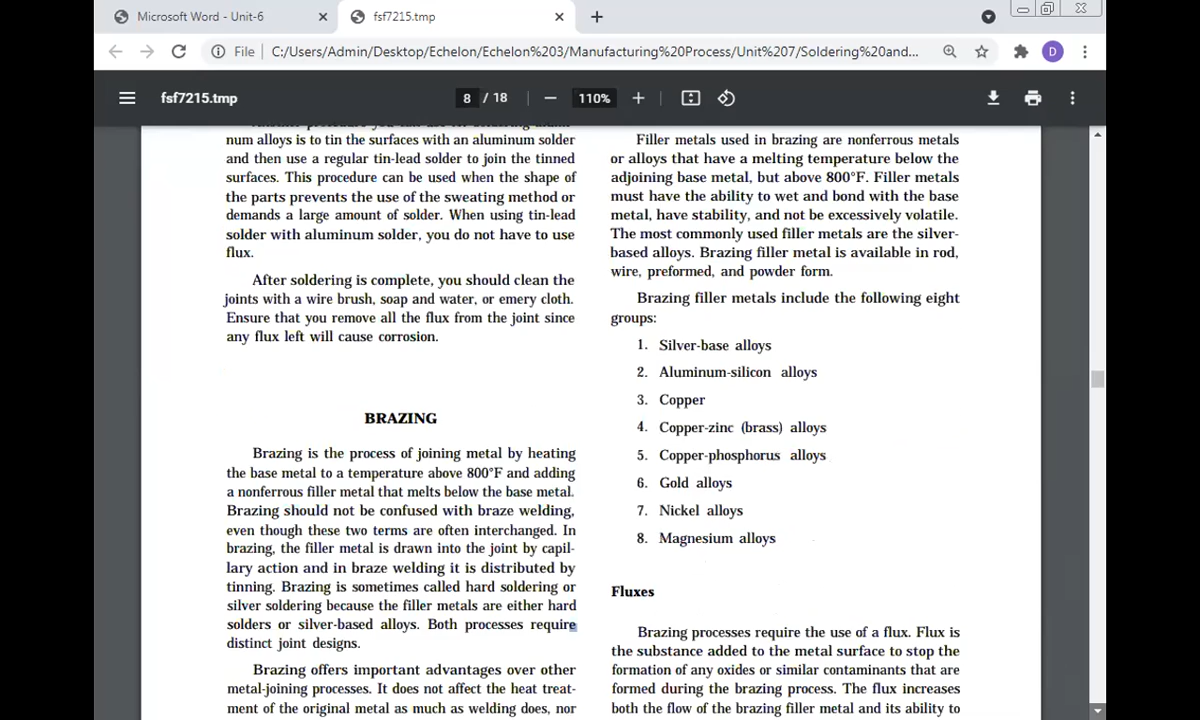 Microsoft Word - Unit-6
fsf7215.tmp
File
C:/Users/Admin/Desktop/Echelon/Echelon%203/Manufacturing%20Process/Unit%207/Soldering%20and...
D
fsf7215.tmp
8 / 18
110%
num alloys is to tin the surfaces with an aluminum solder
and then use a regular tin-lead solder to join the tinned
surfaces. This procedure can be used when the shape of
the parts prevents the use of the sweating method or
demands a large amount of solder. When using tin-lead
solder with aluminum solder, you do not have to use
flux.
After soldering is complete, you should clean the
joints with a wire brush, soap and water, or emery cloth.
Ensure that you remove all the flux from the joint since
any flux left will cause corrosion.
BRAZING
Brazing is the process of joining metal by heating
the base metal to a temperature above 800°F and adding
a nonferrous filler metal that melts below the base metal.
Brazing should not be confused with braze welding,
even though these two terms are often interchanged. In
brazing, the filler metal is drawn into the joint by capil-
lary action and in braze welding it is distributed by
tinning. Brazing is sometimes called hard soldering or
silver soldering because the filler metals are either hard
solders or silver-based alloys. Both processes require
distinct joint designs.
Brazing offers important advantages over other
metal-joining processes. It does not affect the heat treat-
ment of the original metal as much as welding does, nor
Filler metals used in brazing are nonferrous metals
or alloys that have a melting temperature below the
adjoining base metal, but above 800°F. Filler metals
must have the ability to wet and bond with the base
metal, have stability, and not be excessively volatile.
The most commonly used filler metals are the silver-
based alloys. Brazing filler metal is available in rod,
wire, preformed, and powder form.
Brazing filler metals include the following eight
groups:
1. Silver-base alloys
2. Aluminum-silicon alloys
3. Copper
4. Copper-zinc (brass) alloys
5. Copper-phosphorus alloys
6. Gold alloys
7. Nickel alloys
8. Magnesium alloys
Fluxes
Brazing processes require the use of a flux. Flux is
the substance added to the metal surface to stop the
formation of any oxides or similar contaminants that are
formed during the brazing process. The flux increases
both the flow of the brazing filler metal and its ability to